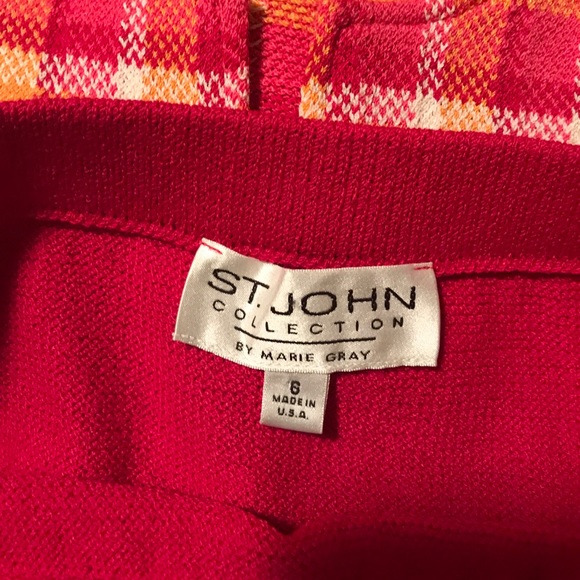 ST. JOHN
COLLECTION
BY MARIE GRAY
6
MADE IN
U.S.A.